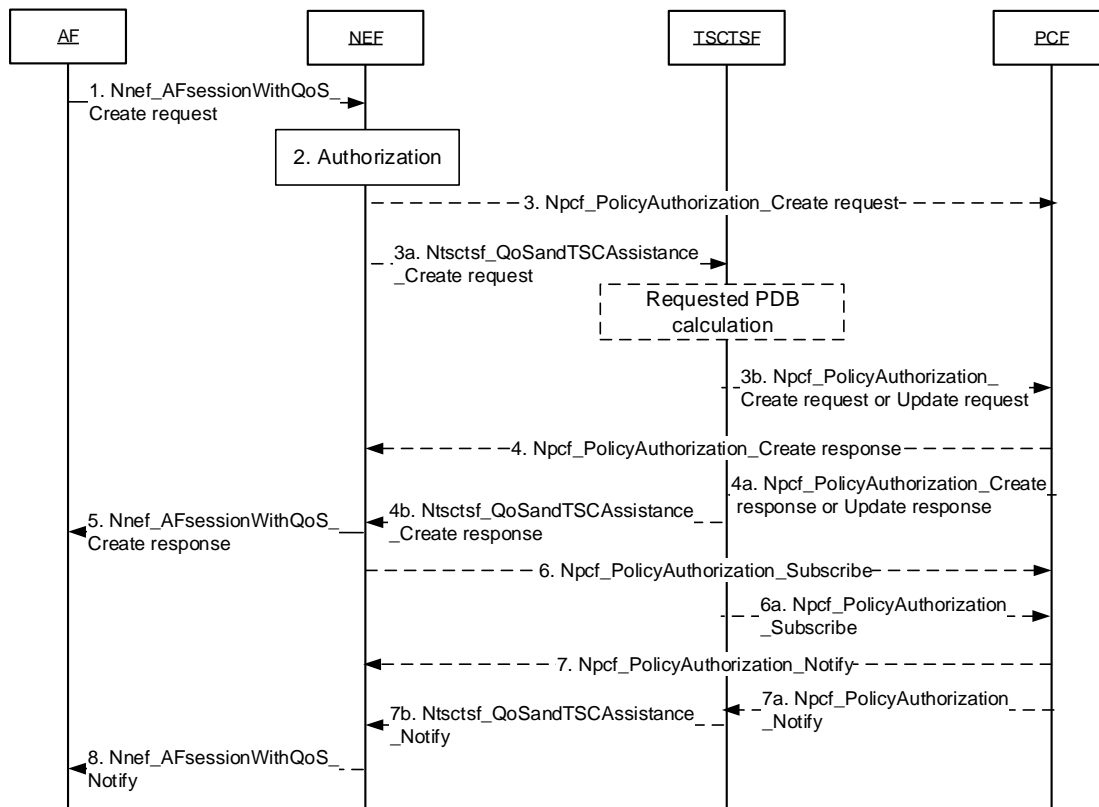 AF
NEF
TSCTSF
PCF
1. Nnef_AFsessionWithQoS_
Create request
2. Authorization
3. Npcf_PolicyAuthorization_Create request
3a. Ntsctsf_QoSandTSCAssistance
_Create request
Requested PDB
calculation
3b. Npcf_PolicyAuthorization_
Create request or Update request
4. Npcf_PolicyAuthorization_Create response
4a. Npcf_PolicyAuthorization_Create
response or Update response
4b. Ntsctsf_QoSandTSCAssistance
_Create response
5. Nnef_AFsessionWithQoS_
Create response
6. Npcf_PolicyAuthorization_Subscribe
6a. Npcf_PolicyAuthorization
_Subscribe
7. Npcf_PolicyAuthorization_Notify
7a. Npcf_PolicyAuthorization
_Notify
7b. Ntsctsf_QoSandTSCAssistance
_Notify
8. Nnef_AFsessionWithQoS_
Notify